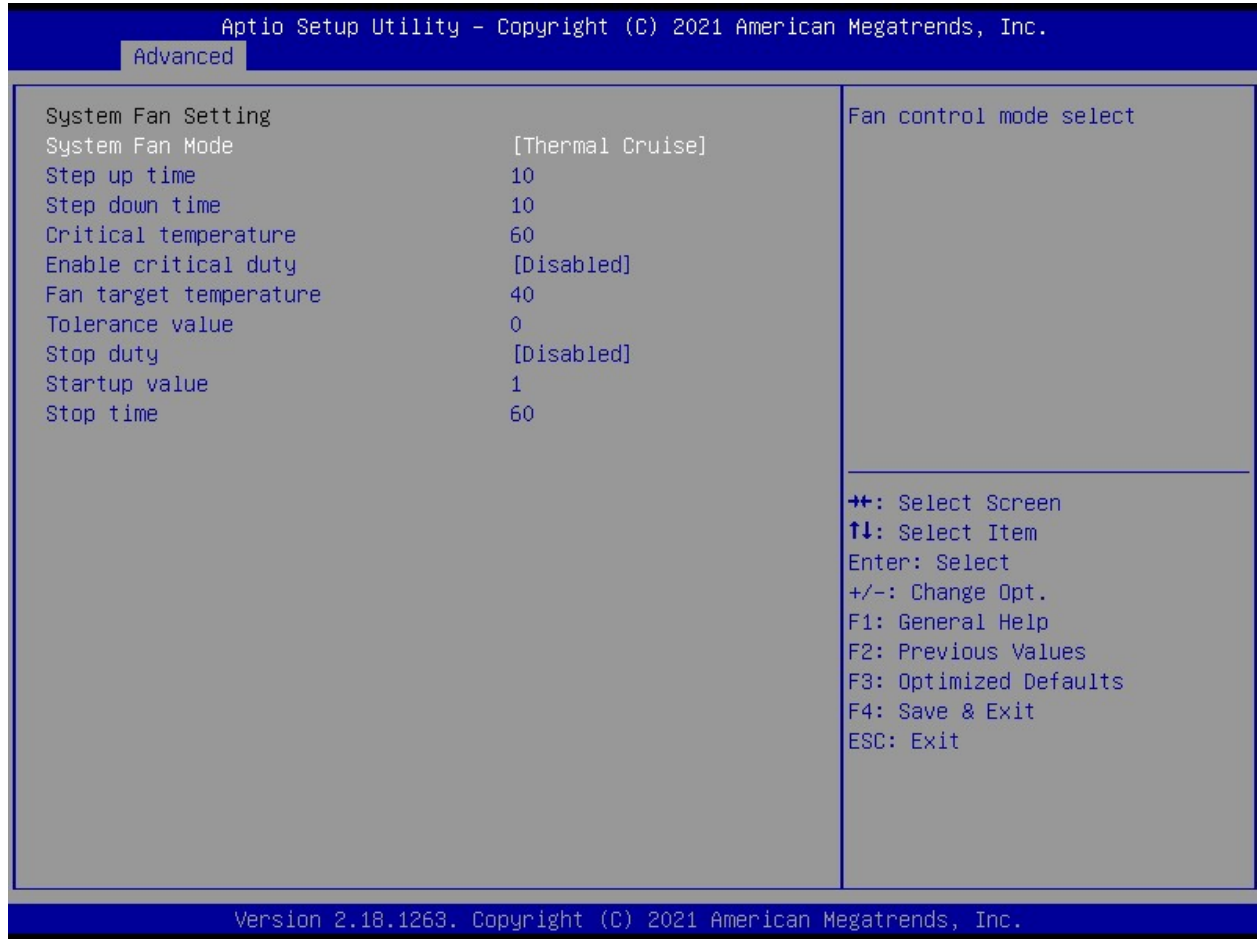 Aptio Setup Utility – Copyright (C) 2021 American Megatrends, Inc.
Advanced
System Fan Setting
System Fan Mode [Thermal Cruise]
Step up time 10
Step down time 10
Critical temperature 60
Enable critical duty [Disabled]
Fan target temperature 40
Tolerance value 0
Stop duty [Disabled]
Startup value 1
Stop time 60
Fan control mode select
→←: Select Screen
↑↓: Select Item
Enter: Select
+/-: Change Opt.
F1: General Help
F2: Previous Values
F3: Optimized Defaults
F4: Save & Exit
ESC: Exit
Version 2.18.1263. Copyright (C) 2021 American Megatrends, Inc.